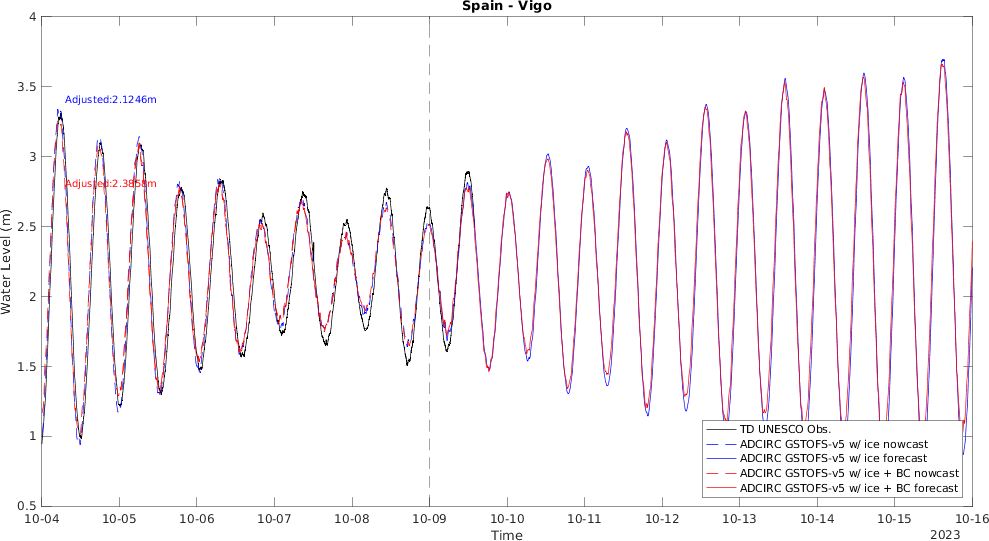 Spain - Vigo
4
3.5
3
2.5
2
1.5
1
0.5
Water Level (m)
Adjusted:2.1246m
Adjusted:2.3858m
TD UNESCO Obs.
ADCIRC GSTOFS-v5 w/ ice nowcast
ADCIRC GSTOFS-v5 w/ ice forecast
ADCIRC GSTOFS-v5 w/ ice + BC nowcast
ADCIRC GSTOFS-v5 w/ ice + BC forecast
10-04 10-05 10-06 10-07 10-08 10-09 10-10 10-11 10-12 10-13 10-14 10-15 10-16
Time
2023